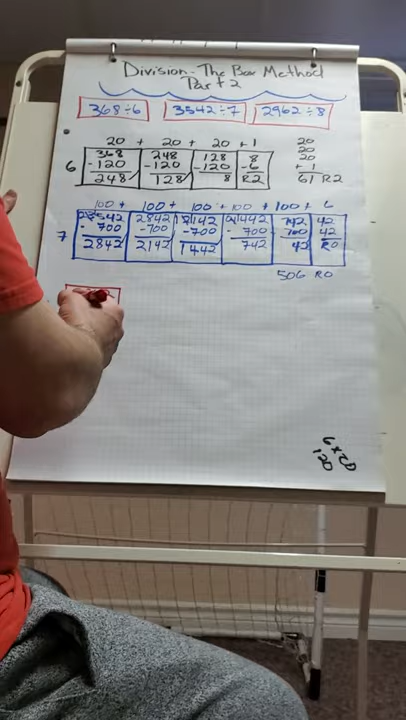 Division - The Box Method
Part 2
368÷6 3542÷7 2962÷8
20 + 20 + 20 + 1
20
20
20
+ 1
61 R2
6
368 248 128 8
-120 -120 -120 -6
248 128 8 R2
100 + 100 + 100 + 100 + 100 + 6
7
3542 2842 2142 1442 742 42
- 700 -700 -700 - 700 - 700 42
2842 2142 1442 742 42 R0
506 R0
6 x 20
120